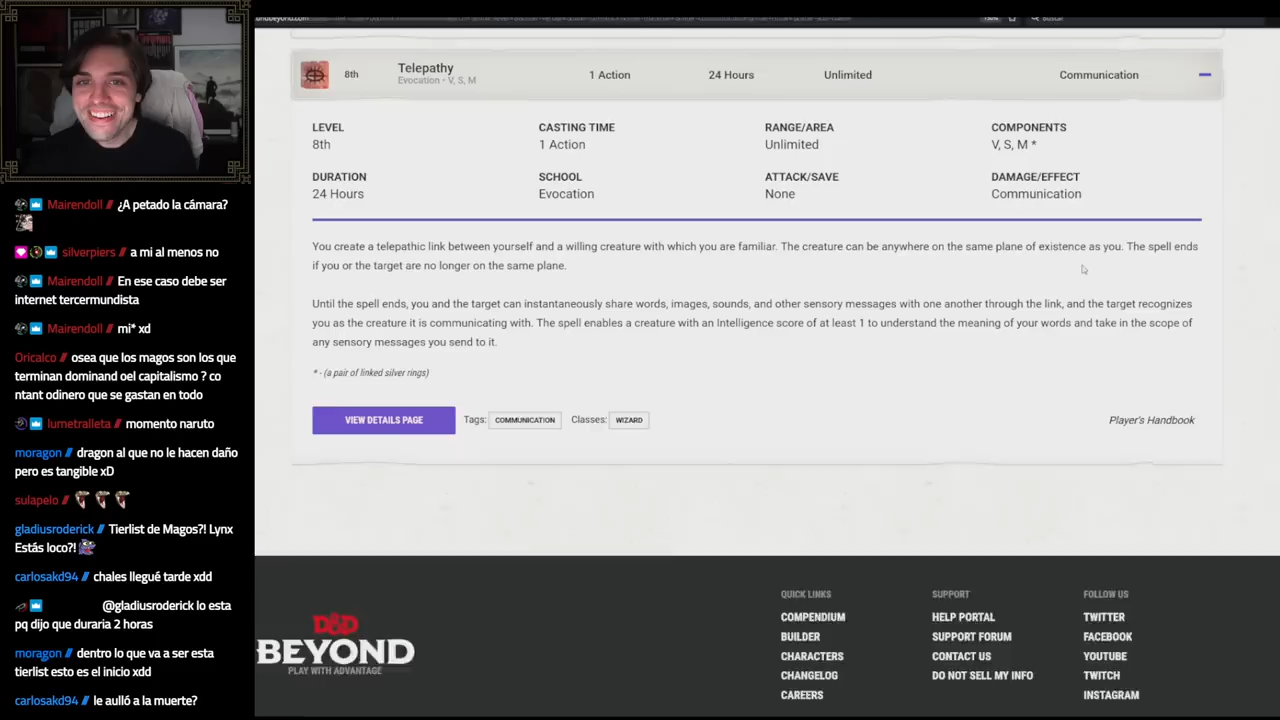 Mairendoll // ¿A petado la cámara?
silverpiers // a mi al menos no
Mairendoll // En ese caso debe ser
internet tercermundista
Mairendoll // mi* xd
Oricalco // osea que los magos son los que
terminan dominand oel capitalismo ? co
ntant odinero que se gastan en todo
lumetralleta // momento naruto
moragon // dragon al que no le hacen daño
pero es tangible xD
sulapelo //
gladiusroderick // Tierlist de Magos?! Lynx
Estás loco?!
carlosakd94 // chales llegué tarde xdd
@gladiusroderick lo esta
pq dijo que duraria 2 horas
moragon // dentro lo que va a ser esta
tierlist esto es el inicio xdd
carlosakd94 // le aulló a la muerte?
8th
Telepathy
Evocation • V, S, M
1 Action
24 Hours
Unlimited
Communication
LEVEL
8th
CASTING TIME
1 Action
RANGE/AREA
Unlimited
COMPONENTS
V, S, M *
DURATION
24 Hours
SCHOOL
Evocation
ATTACK/SAVE
None
DAMAGE/EFFECT
Communication
You create a telepathic link between yourself and a willing creature with which you are familiar. The creature can be anywhere on the same plane of existence as you. The spell ends
if you or the target are no longer on the same plane.
Until the spell ends, you and the target can instantaneously share words, images, sounds, and other sensory messages with one another through the link, and the target recognizes
you as the creature it is communicating with. The spell enables a creature with an Intelligence score of at least 1 to understand the meaning of your words and take in the scope of
any sensory messages you send to it.
* - (a pair of linked silver rings)
VIEW DETAILS PAGE
Tags: COMMUNICATION
Classes: WIZARD
Player's Handbook
D&D
BEYOND
PLAY WITH ADVANTAGE
QUICK LINKS
COMPENDIUM
BUILDER
CHARACTERS
CHANGELOG
CAREERS
SUPPORT
HELP PORTAL
SUPPORT FORUM
CONTACT US
DO NOT SELL MY INFO
FOLLOW US
TWITTER
FACEBOOK
YOUTUBE
TWITCH
INSTAGRAM